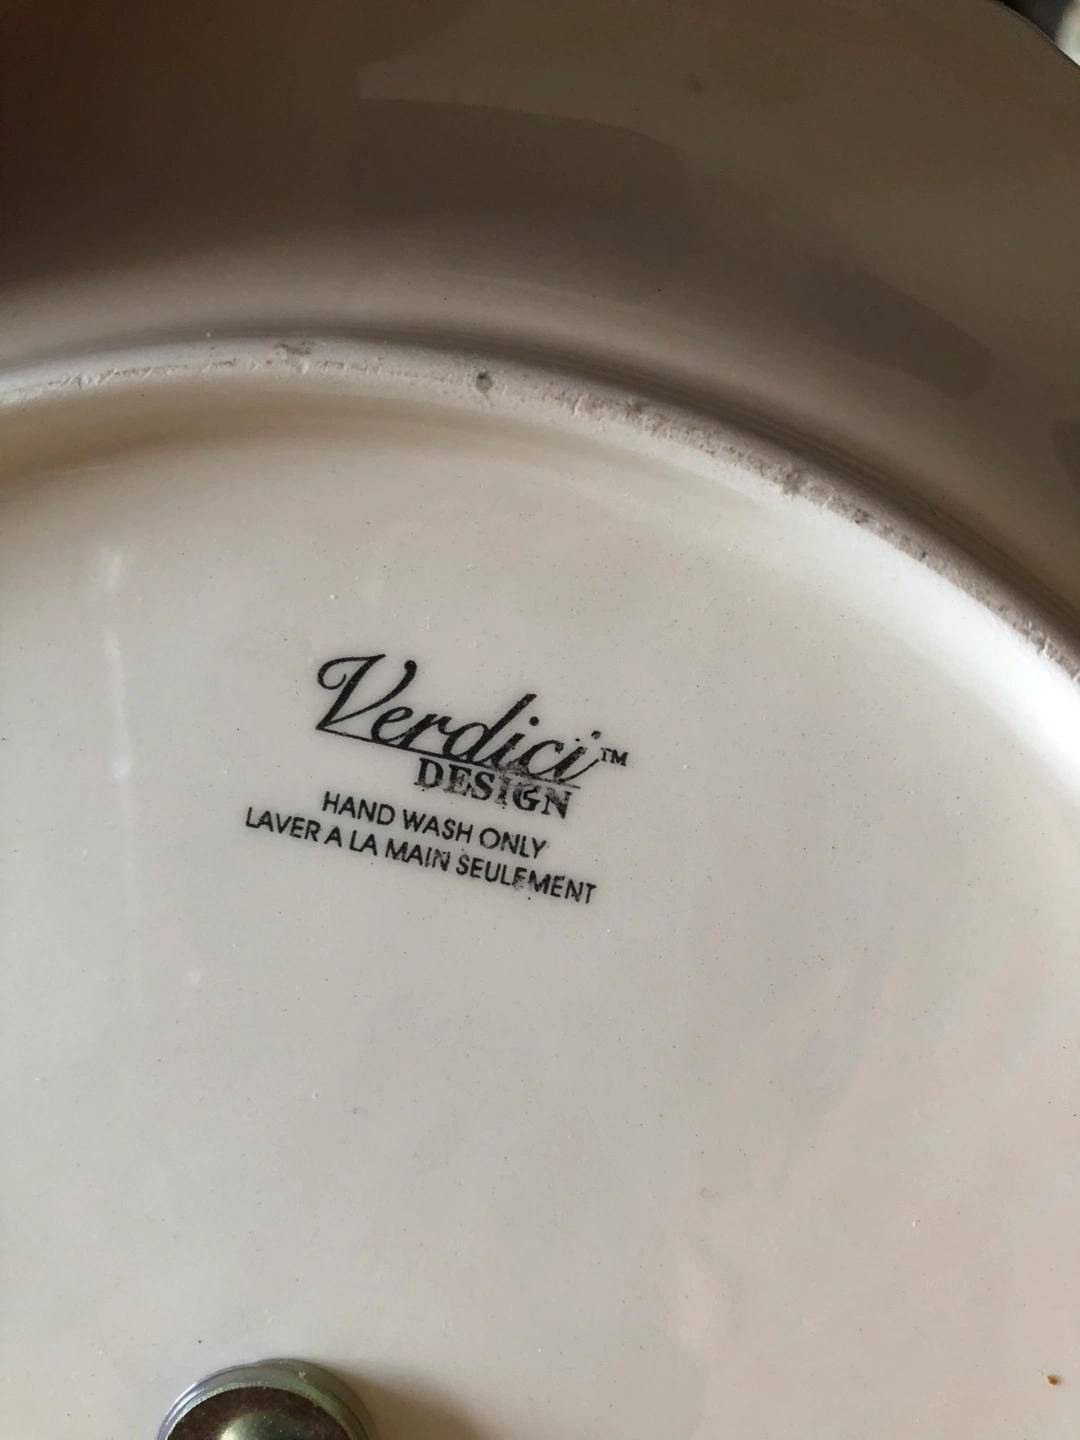 Verdici™
DESIGN
HAND WASH ONLY
LAVER A LA MAIN SEULEMENT